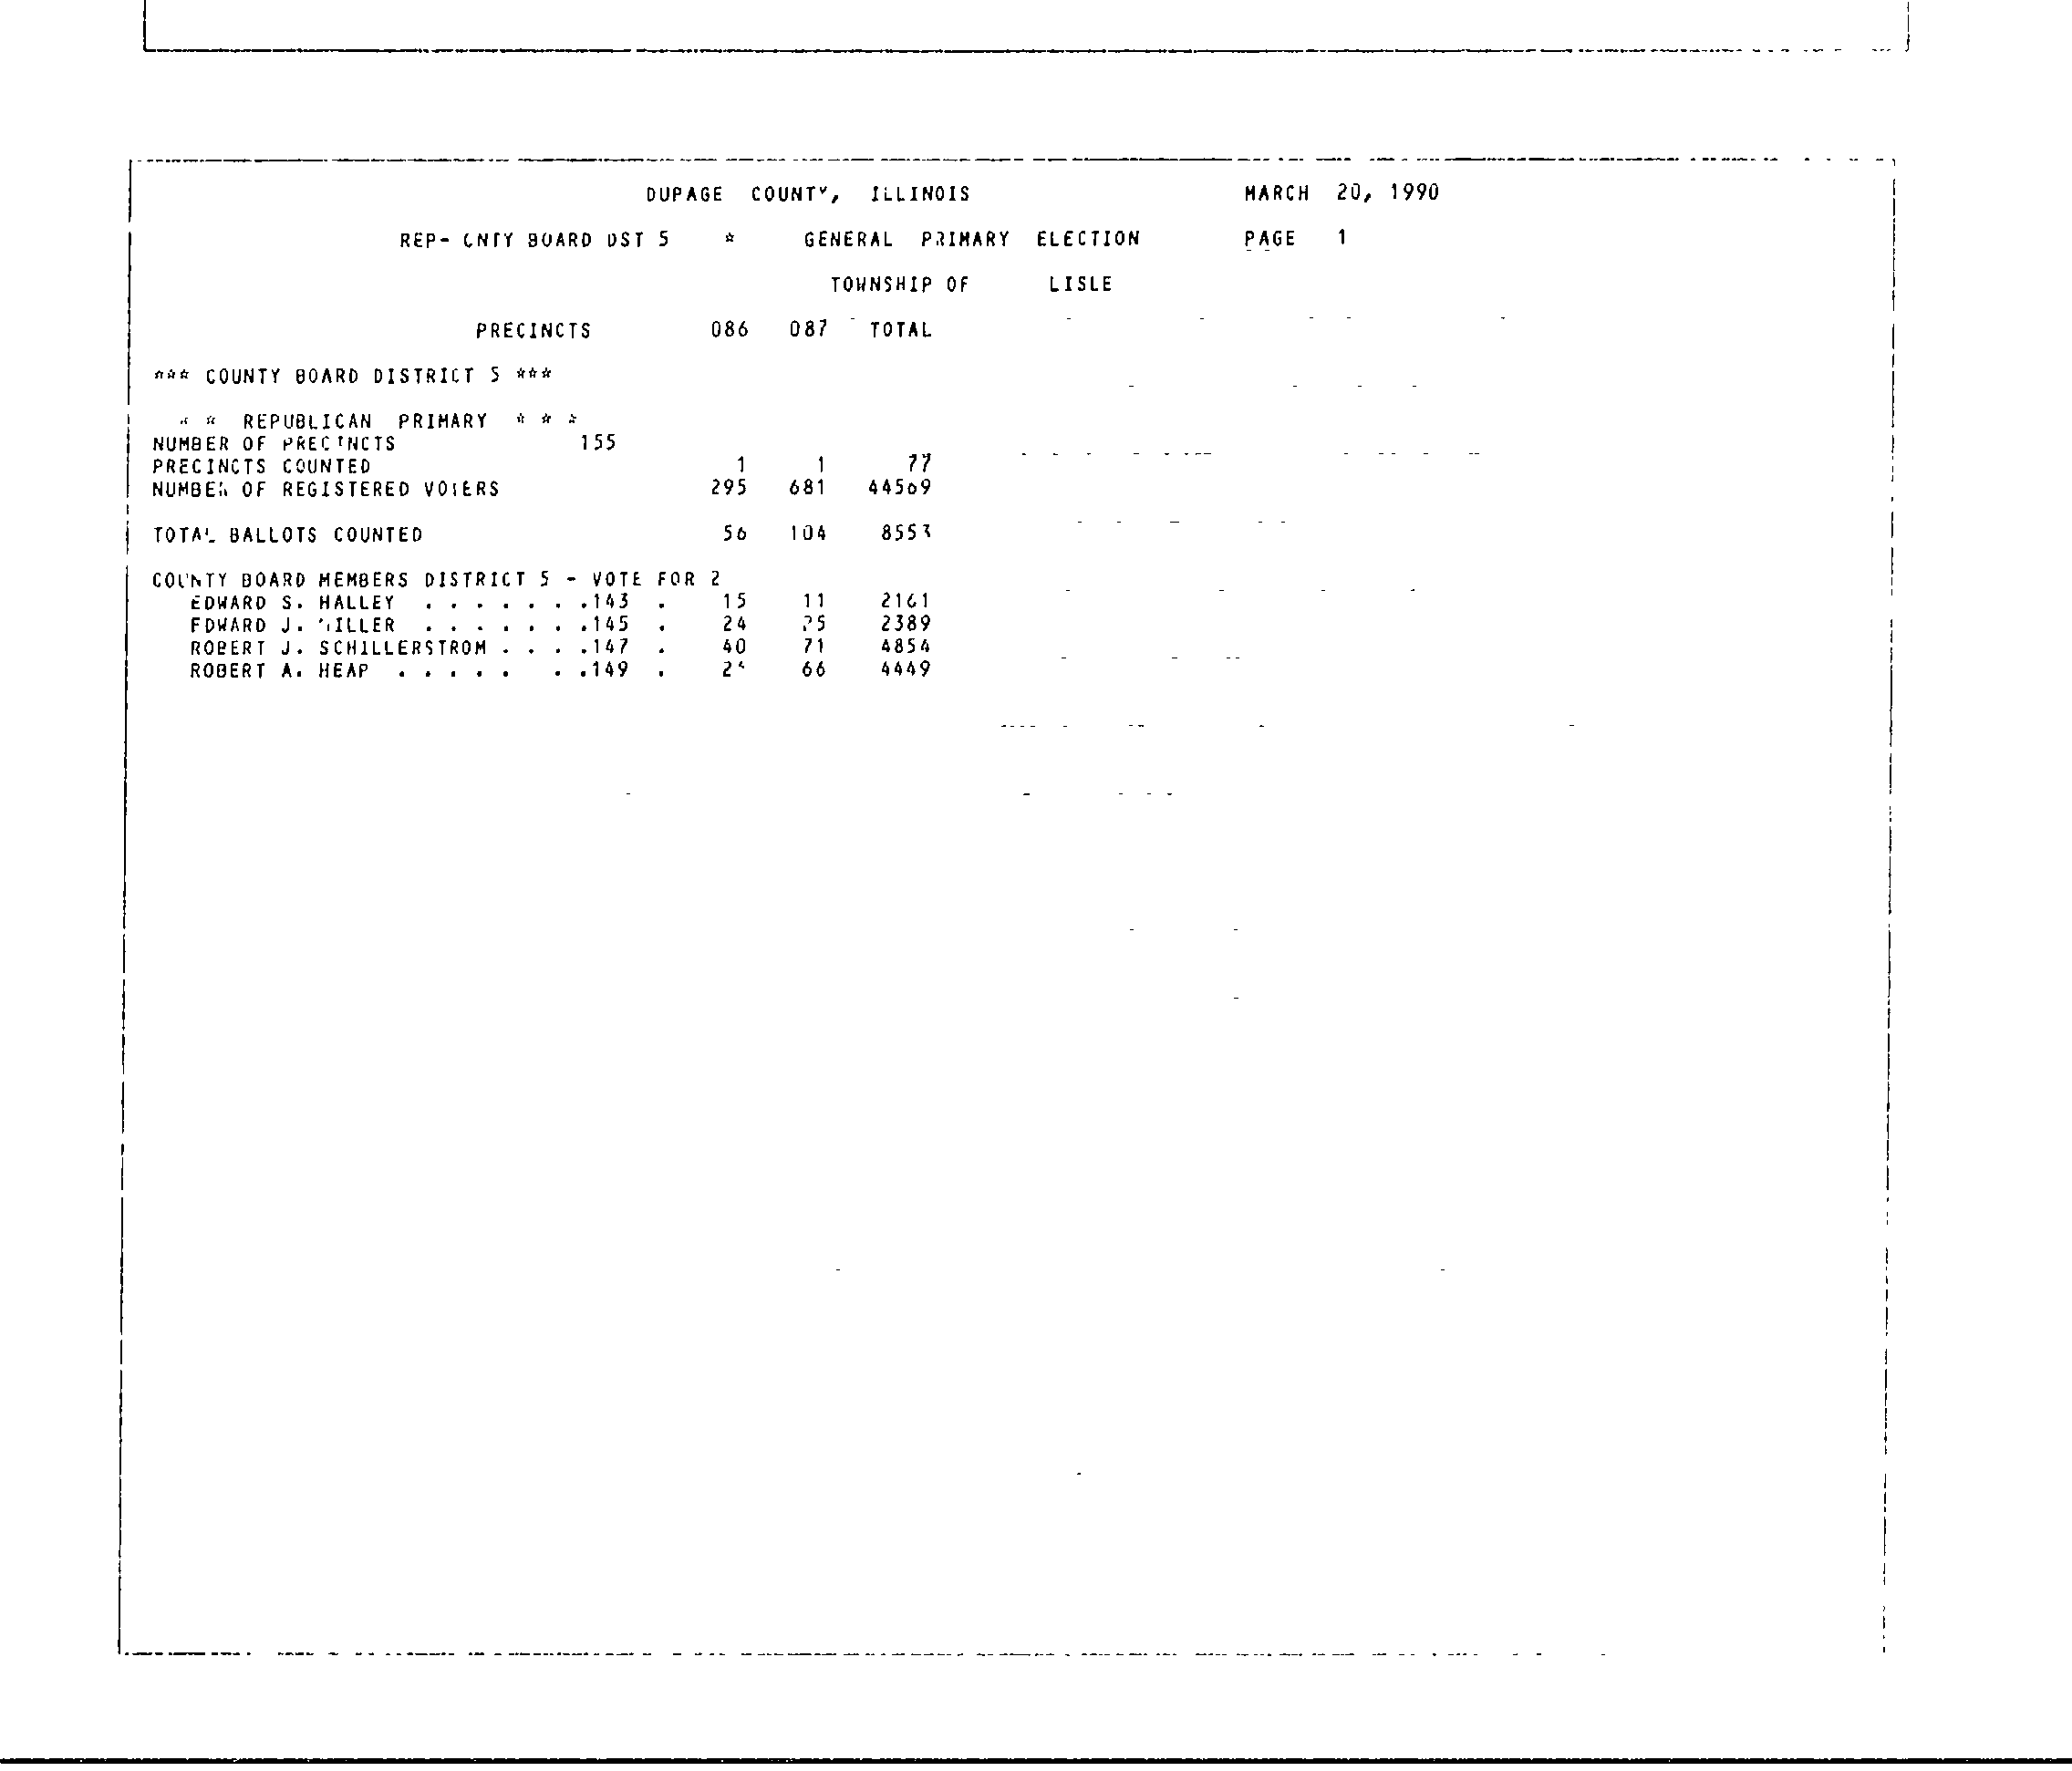 DUPAGE COUNTY, ILLINOIS MARCH 20, 1990
REP- CNTY BOARD DST 5 * GENERAL PRIMARY ELECTION PAGE 1
TOWNSHIP OF LISLE
PRECINCTS 086 087 TOTAL
*** COUNTY BOARD DISTRICT 5 ***
* * REPUBLICAN PRIMARY * * *
NUMBER OF PRECINCTS 155
PRECINCTS COUNTED 1 1 77
NUMBER OF REGISTERED VOTERS 295 681 44569
TOTAL BALLOTS COUNTED 56 104 8553
COUNTY BOARD MEMBERS DISTRICT 5 - VOTE FOR 2
EDWARD S. HALLEY . . . . . . .143 . 15 11 2161
EDWARD J. MILLER . . . . . . .145 . 24 25 2389
ROBERT J. SCHILLERSTROM . . . .147 . 40 71 4854
ROBERT A. HEAP . . . . . . .149 . 66 4449